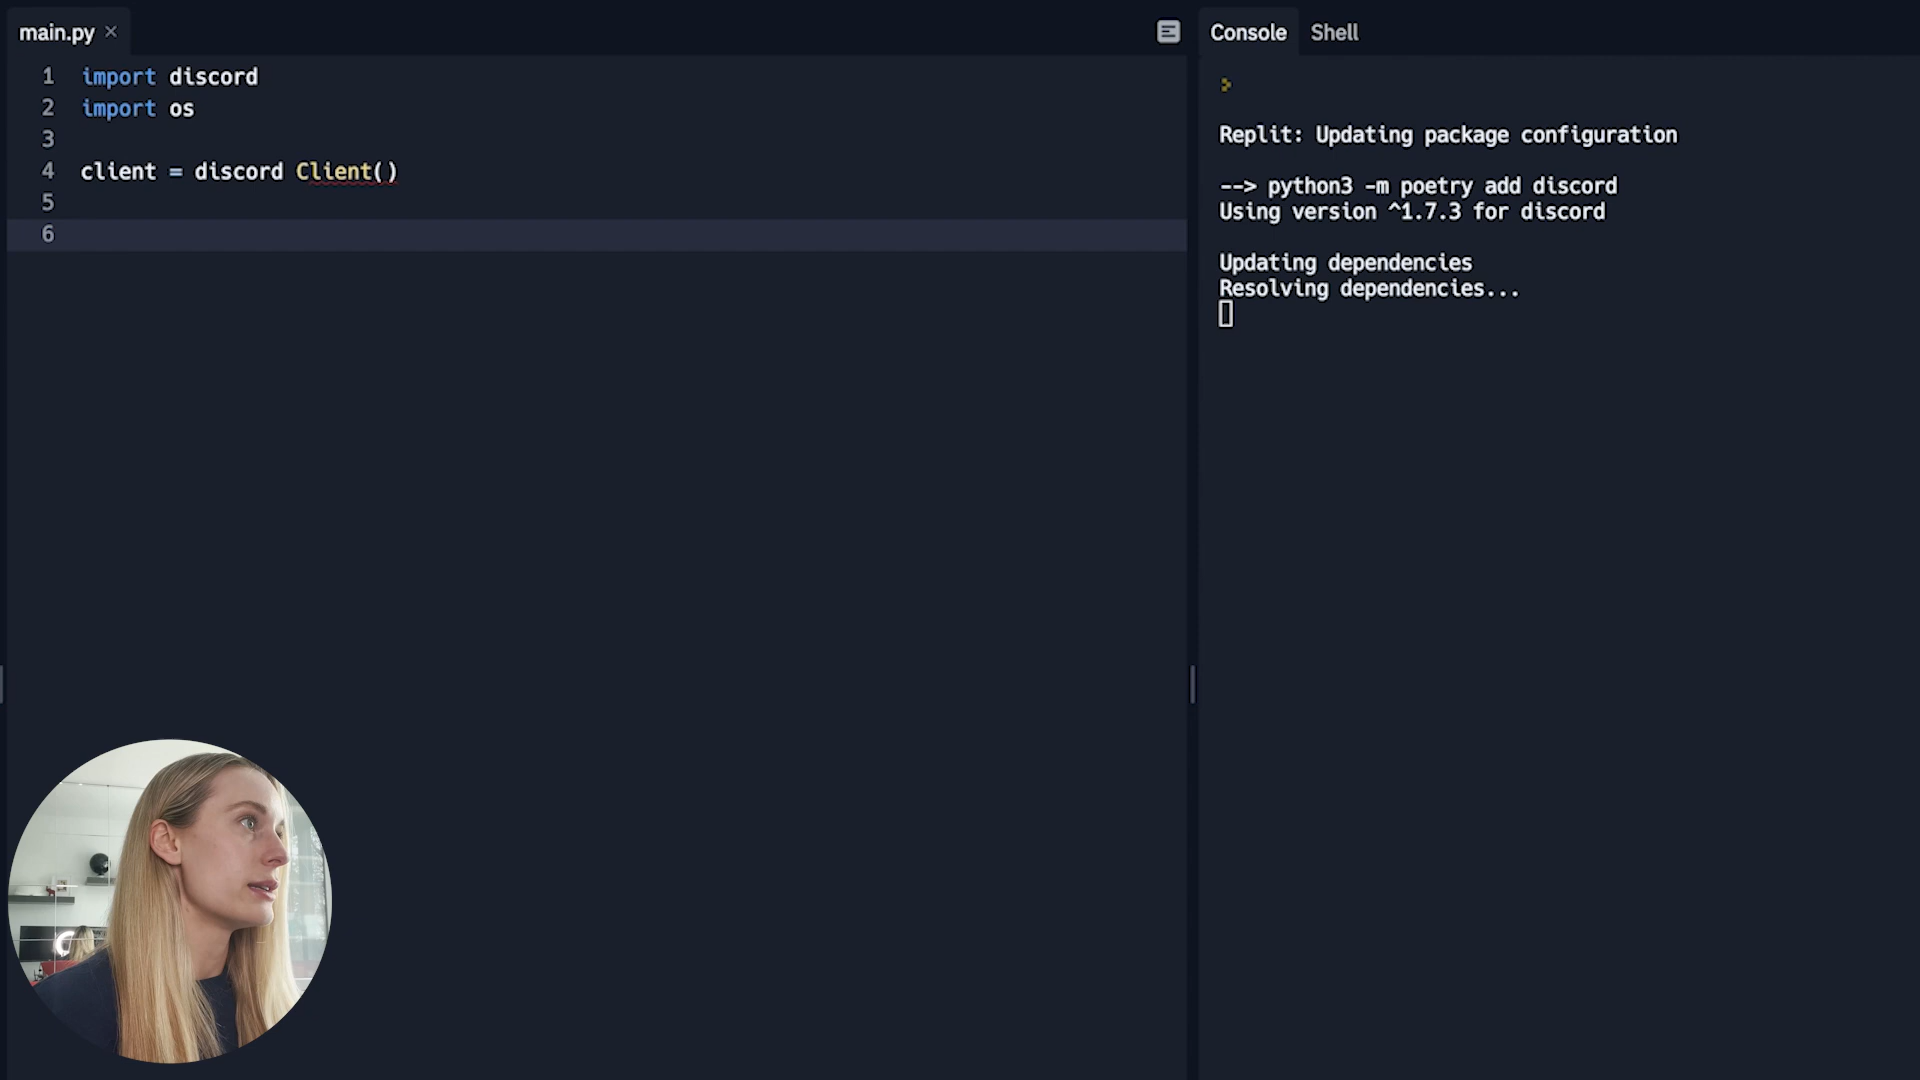 main.py
1 import discord
2 import os
3
4 client = discord Client()
5
6
Console Shell
Replit: Updating package configuration
--> python3 -m poetry add discord
Using version ^1.7.3 for discord
Updating dependencies
Resolving dependencies...